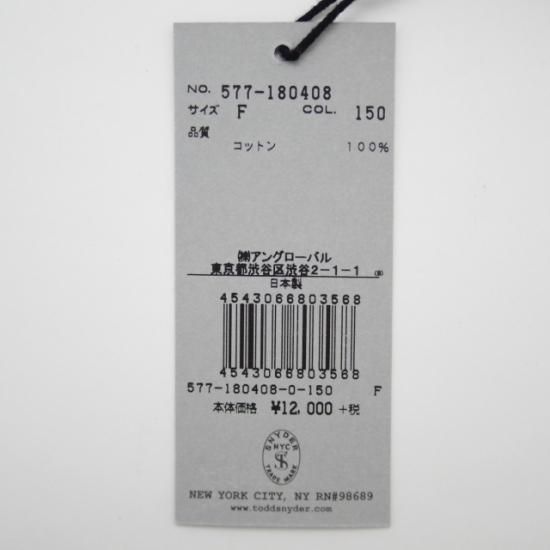 NO. 577-180408
サイズ F COL. 150
品質
コットン 100%
㈱アングローバル
東京都渋谷区渋谷2-1-1
日本製
4543066803568
4543066803568
577-180408-0-150 F
本体価格 ¥12,000 +税
SNYDER
NYC
TS
TRADE MARK
NEW YORK CITY, NY RN#98689
www.toddsnyder.com